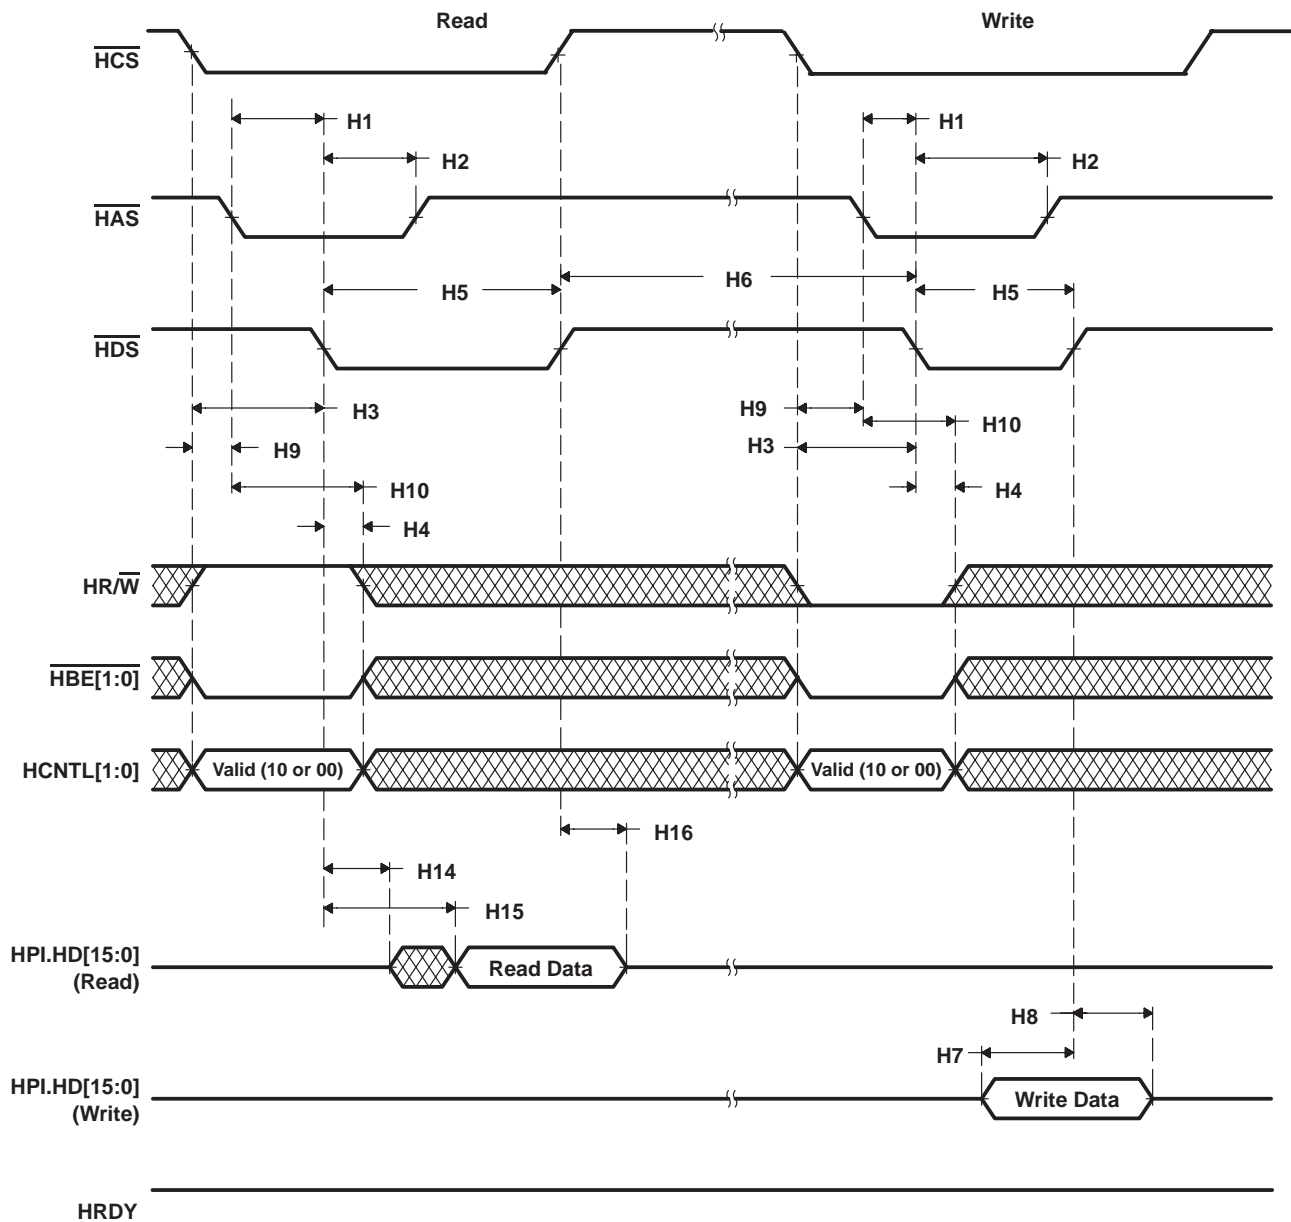 Read Write
HCS
H1 H1
H2 H2
HAS
H6
H5 H5
HDS
H3 H9
H10
H9 H3
H10 H4
H4
HR/W
HBE[1:0]
HCNTL[1:0] Valid (10 or 00) Valid (10 or 00)
H16
H14
H15
HPI.HD[15:0]
(Read) Read Data
H8
H7
HPI.HD[15:0]
(Write) Write Data
HRDY